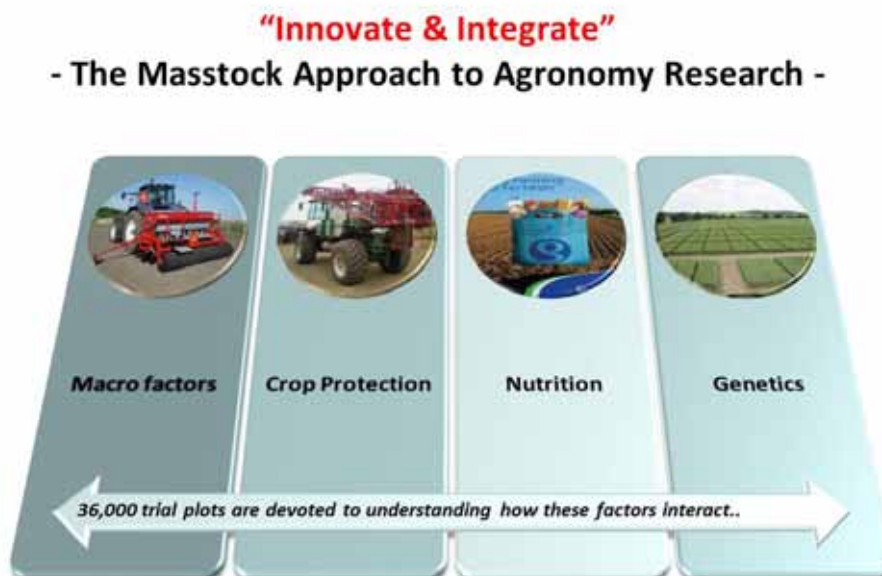 “Innovate & Integrate”
- The Masstock Approach to Agronomy Research -
Macro factors
Crop Protection
Nutrition
Genetics
36,000 trial plots are devoted to understanding how these factors interact..